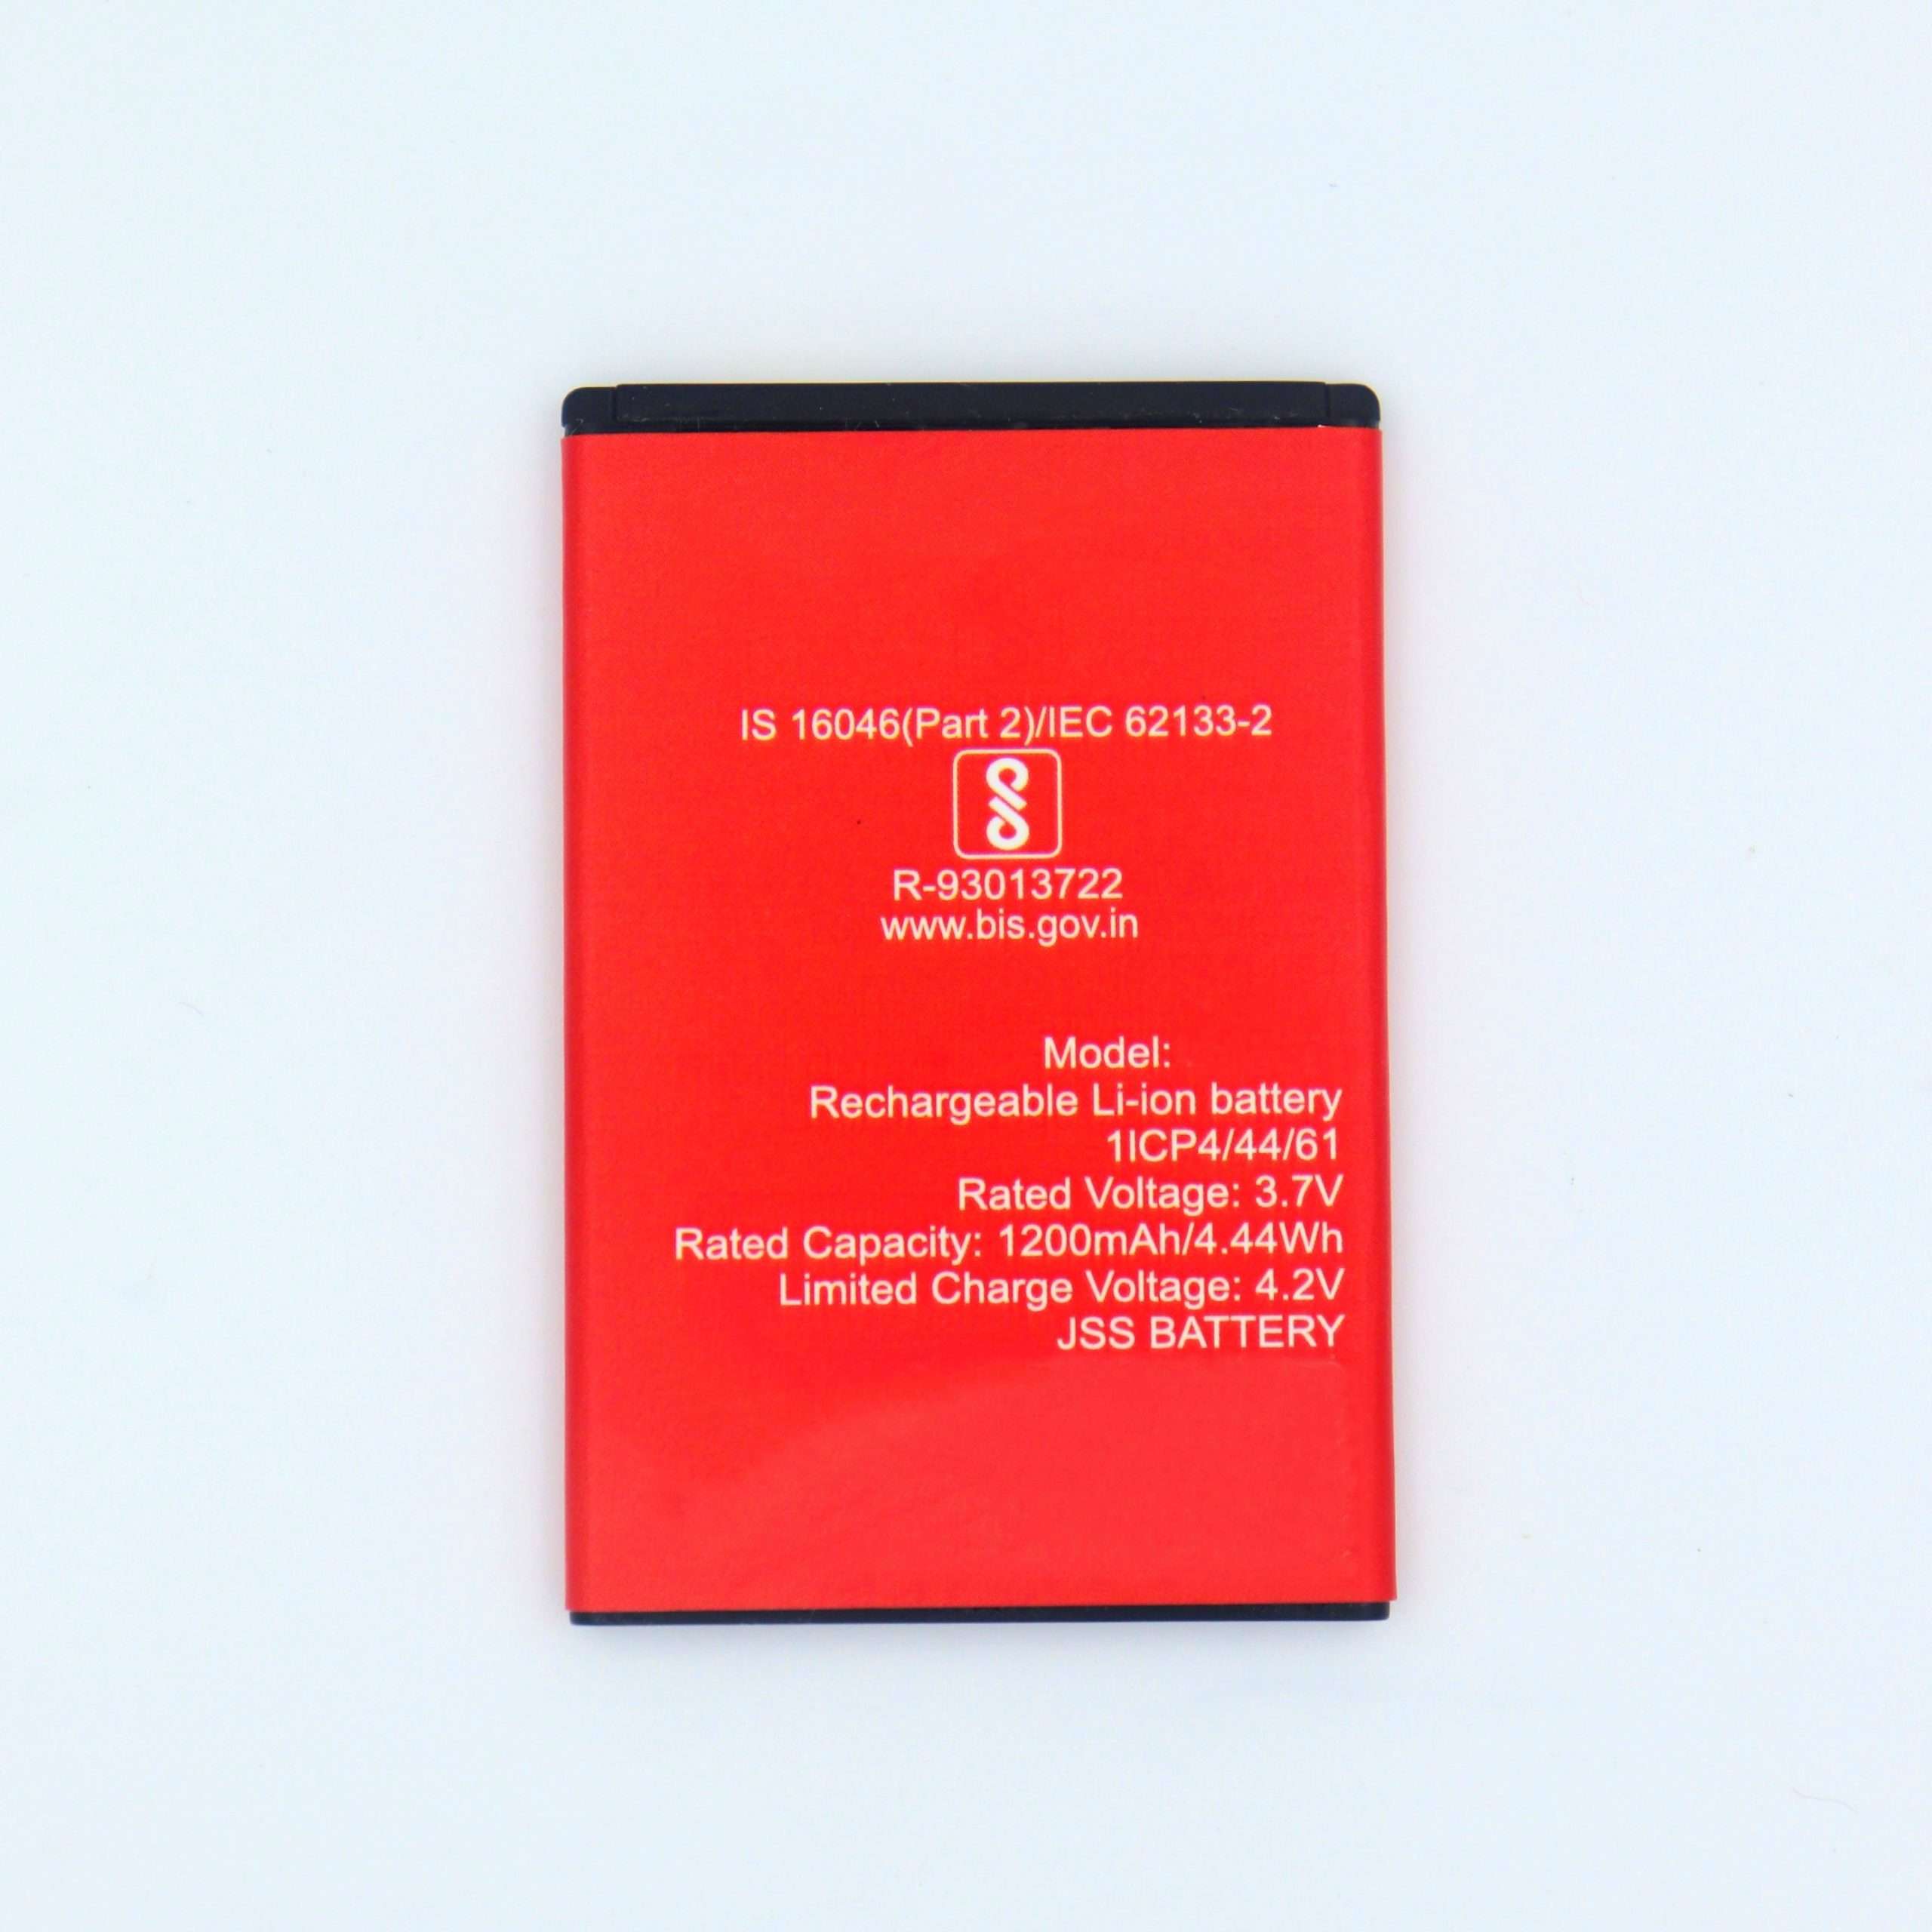 IS 16046(Part 2)/IEC 62133-2
R-93013722
www.bis.gov.in
Model:
Rechargeable Li-ion battery
1ICP4/44/61
Rated Voltage: 3.7V
Rated Capacity: 1200mAh/4.44Wh
Limited Charge Voltage: 4.2V
JSS BATTERY